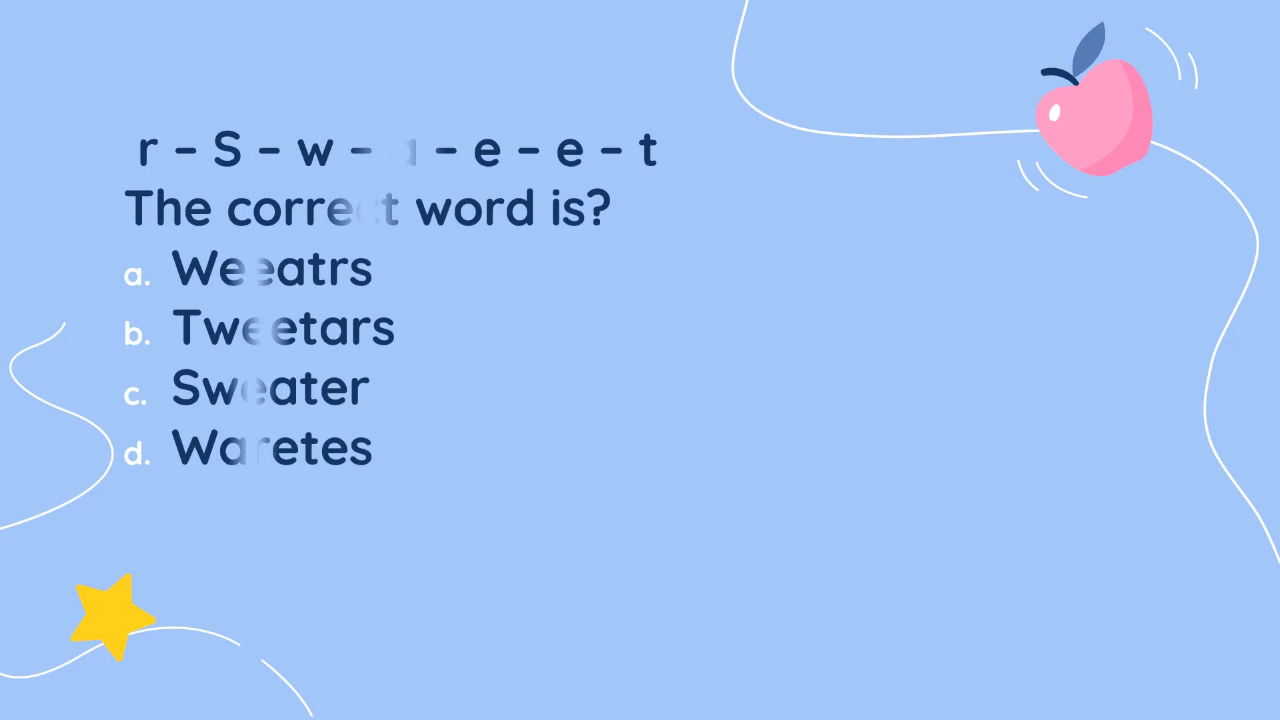 r – S – w – a – e – e – t
The correct word is?
a. Weeatrs
b. Tweetars
c. Sweater
d. Waretes